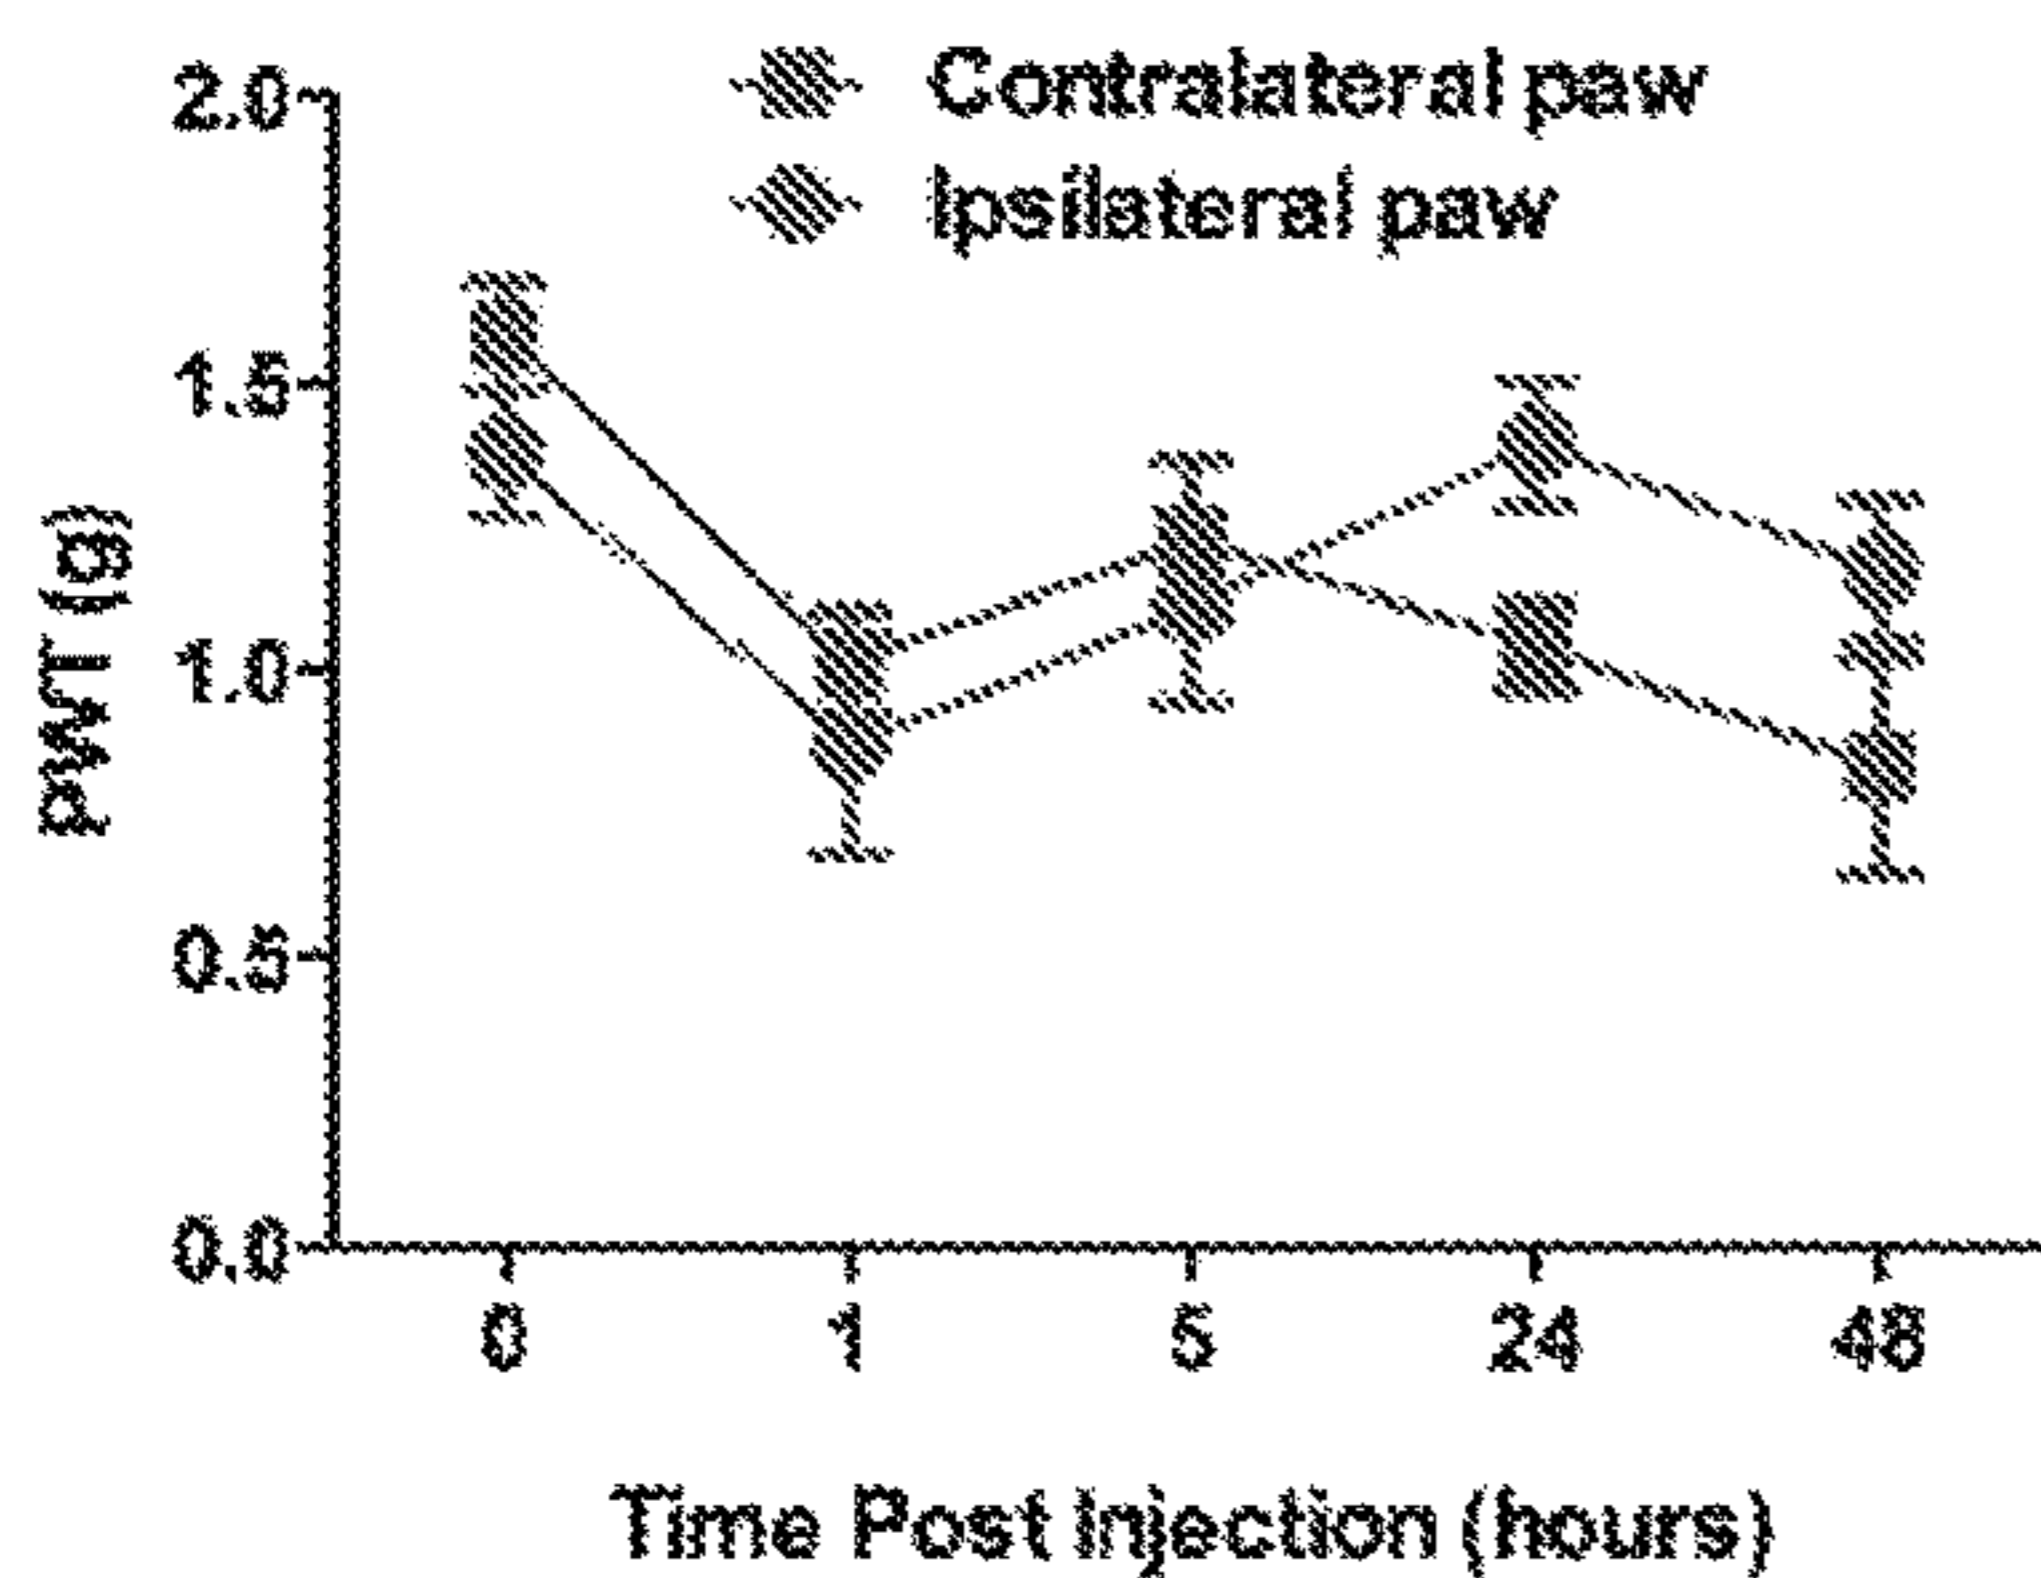 2.0
Contralateral paw
Ipsilateral paw
1.5
1.0
0.5
0.0
PWT (g)
0
1
5
24
48
Time Post Injection (hours)